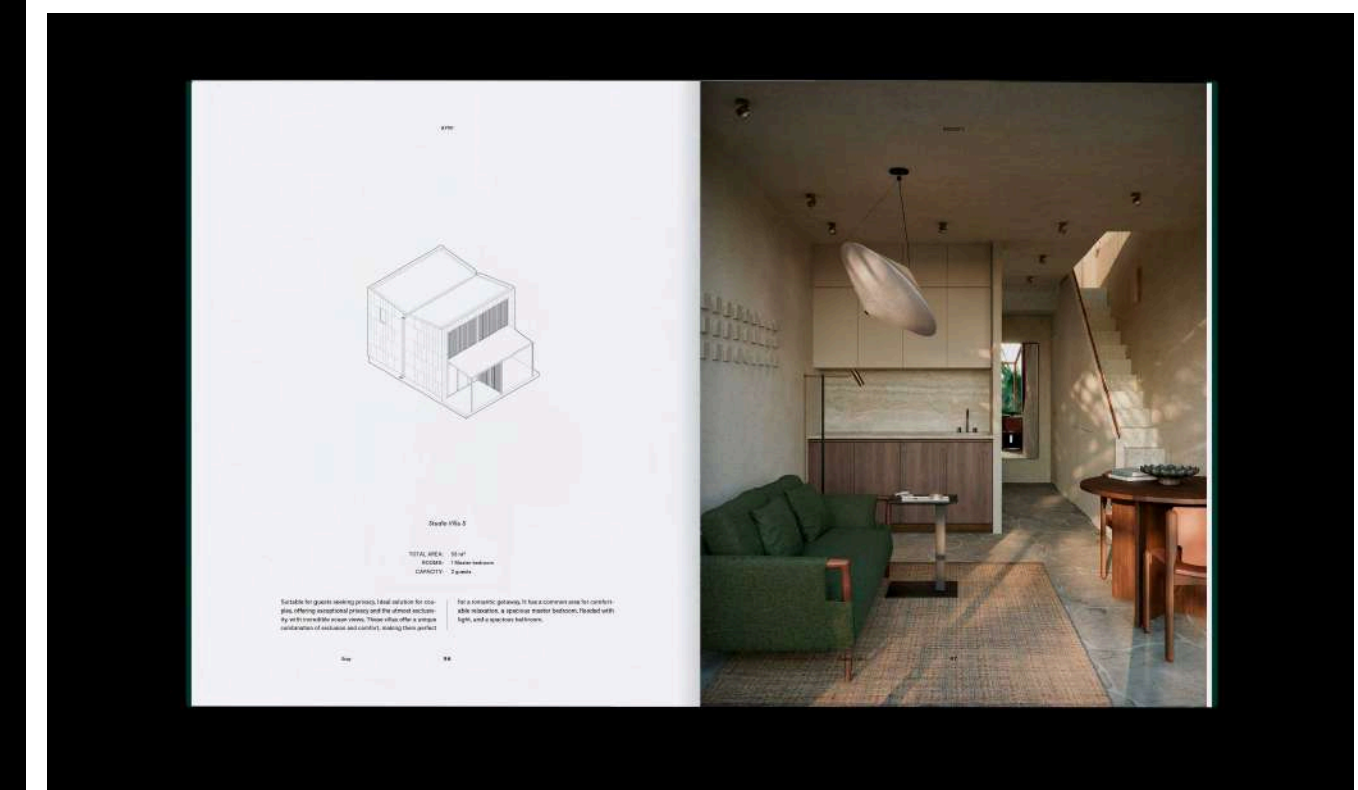 Studio Villa S
TOTAL AREA: 50 m²
ROOMS: 1 Master bedroom
CAPACITY: 2 guests
Suitable for guests seeking privacy. Ideal solution for cou-
ples, offering exceptional privacy and the utmost exclusiv-
ity with incredible ocean views. These villas offer a unique
combination of seclusion and comfort, making them perfect
for a romantic getaway. It has a common area for comfort-
able relaxation, a spacious master bedroom, flooded with
light, and a spacious bathroom.